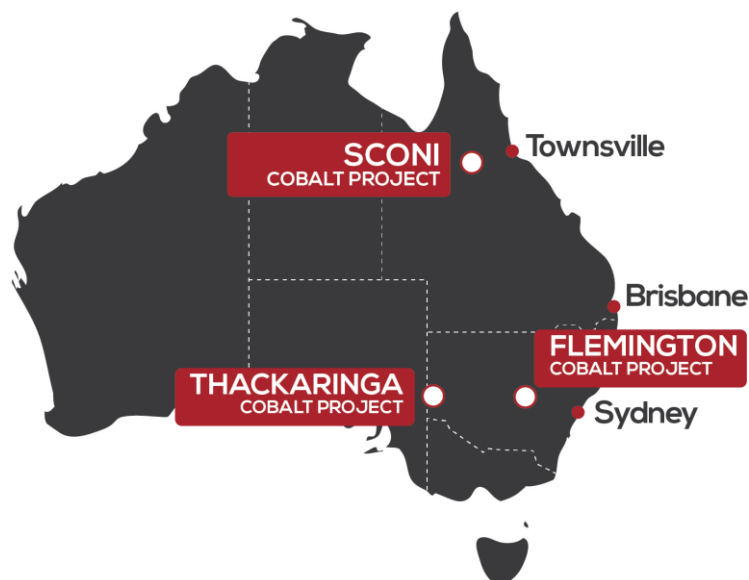 SCONI
COBALT PROJECT
Townsville
Brisbane
FLEMINGTON
COBALT PROJECT
THACKARINGA
COBALT PROJECT
Sydney